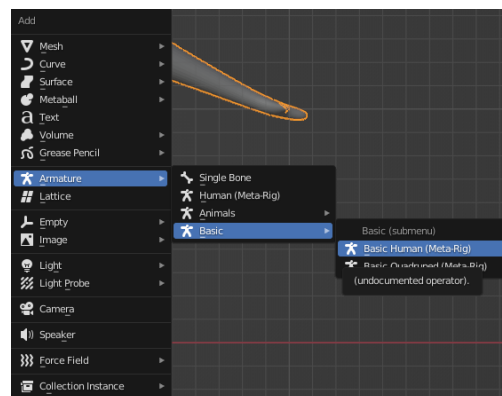 Add
Mesh
Curve
Surface
Metaball
Text
Volume
Grease Pencil
Armature
Lattice
Empty
Image
Light
Light Probe
Camera
Speaker
Force Field
Collection Instance
Single Bone
Human (Meta-Rig)
Animals
Basic
Basic (submenu)
Basic Human (Meta-Rig)
Basic Quadruped (Meta-Rig)
(undocumented operator).